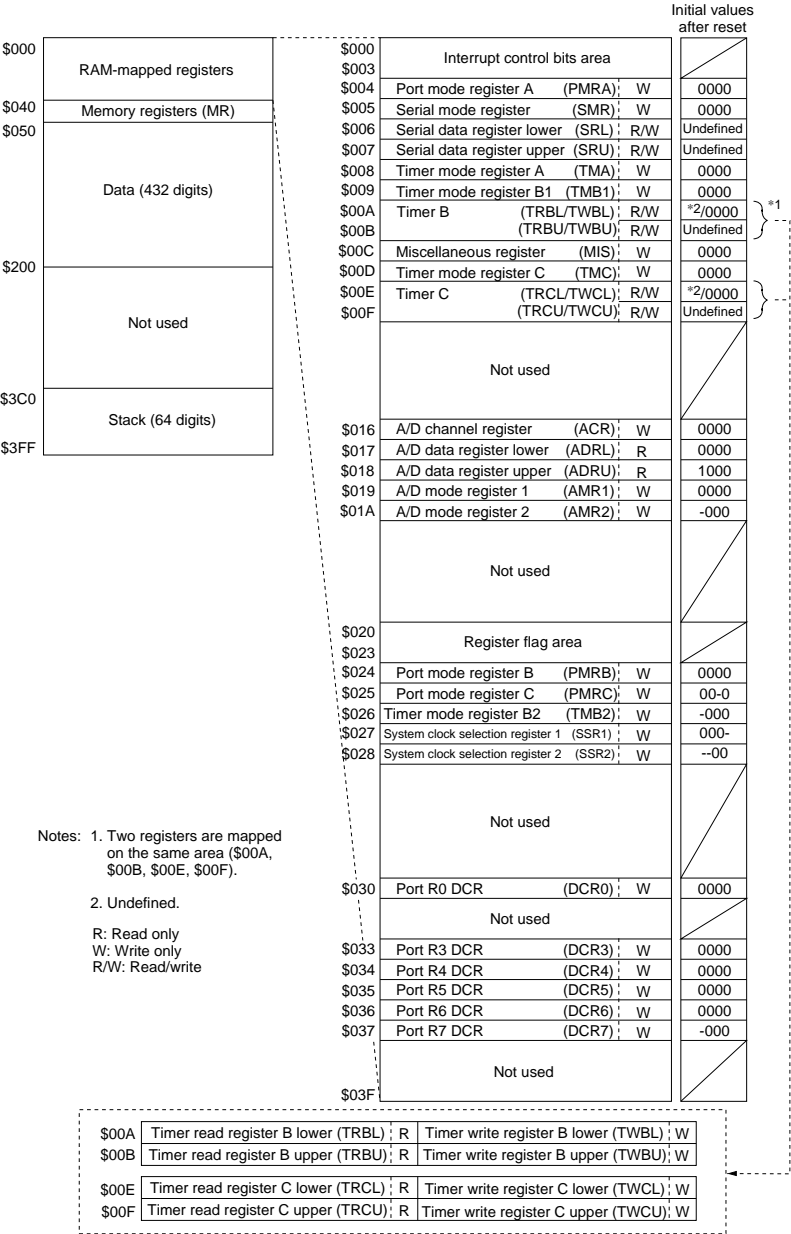 Initial values
after reset
$000
RAM-mapped registers
$040
Memory registers (MR)
$050
Data (432 digits)
$200
Not used
$3C0
Stack (64 digits)
$3FF
$000
Interrupt control bits area
$003
$004 Port mode register A (PMRA) W 0000
$005 Serial mode register (SMR) W 0000
$006 Serial data register lower (SRL) R/W Undefined
$007 Serial data register upper (SRU) R/W Undefined
$008 Timer mode register A (TMA) W 0000
$009 Timer mode register B1 (TMB1) W 0000
$00A Timer B (TRBL/TWBL) R/W *2/0000 *1
$00B (TRBU/TWBU) R/W Undefined
$00C Miscellaneous register (MIS) W 0000
$00D Timer mode register C (TMC) W 0000
$00E Timer C (TRCL/TWCL) R/W *2/0000
$00F (TRCU/TWCU) R/W Undefined
Not used
$016 A/D channel register (ACR) W 0000
$017 A/D data register lower (ADRL) R 0000
$018 A/D data register upper (ADRU) R 1000
$019 A/D mode register 1 (AMR1) W 0000
$01A A/D mode register 2 (AMR2) W -000
Not used
$020
Register flag area
$023
$024 Port mode register B (PMRB) W 0000
$025 Port mode register C (PMRC) W 00-0
$026 Timer mode register B2 (TMB2) W -000
$027 System clock selection register 1 (SSR1) W 000-
$028 System clock selection register 2 (SSR2) W --00
Not used
$030 Port R0 DCR (DCR0) W 0000
Not used
$033 Port R3 DCR (DCR3) W 0000
$034 Port R4 DCR (DCR4) W 0000
$035 Port R5 DCR (DCR5) W 0000
$036 Port R6 DCR (DCR6) W 0000
$037 Port R7 DCR (DCR7) W -000
Not used
$03F
Notes: 1. Two registers are mapped
on the same area ($00A,
$00B, $00E, $00F).
2. Undefined.
R: Read only
W: Write only
R/W: Read/write
$00A Timer read register B lower (TRBL) R Timer write register B lower (TWBL) W
$00B Timer read register B upper (TRBU) R Timer write register B upper (TWBU) W
$00E Timer read register C lower (TRCL) R Timer write register C lower (TWCL) W
$00F Timer read register C upper (TRCU) R Timer write register C upper (TWCU) W